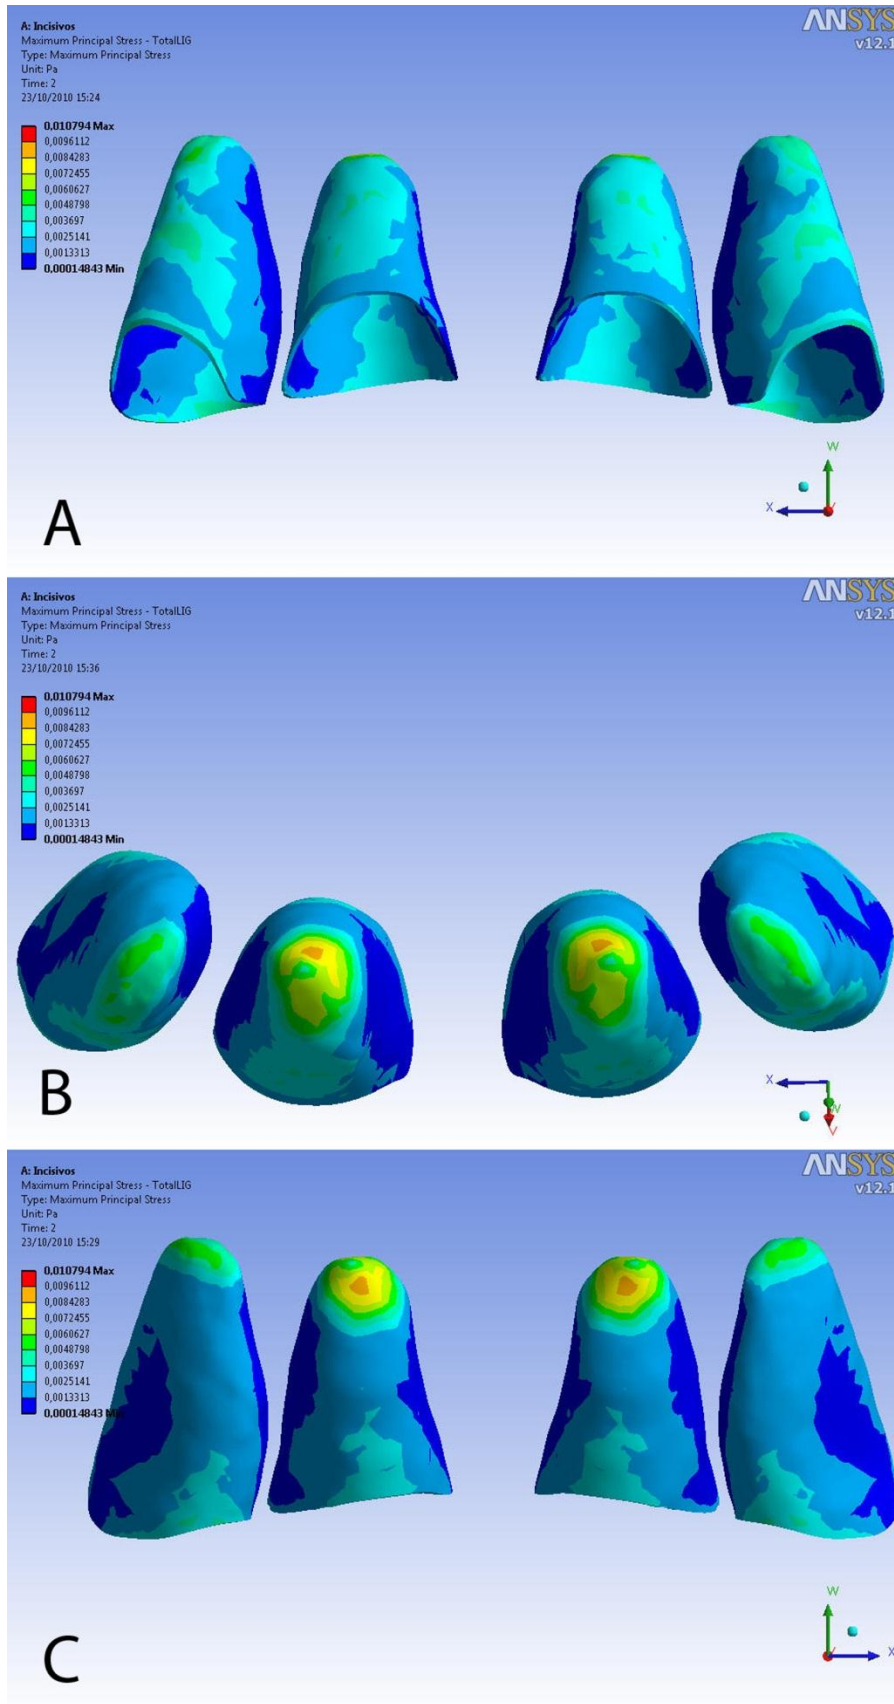 A: Incisivos
Maximum Principal Stress - TotalLIG
Type: Maximum Principal Stress
Unit: Pa
Time: 2
23/10/2010 15:24
ANSYS
v12.1
0,010794 Max
0,0096112
0,0084283
0,0072455
0,0060627
0,0048798
0,003697
0,0025141
0,0013313
0,00014843 Min
W
X
A
A: Incisivos
Maximum Principal Stress - TotalLIG
Type: Maximum Principal Stress
Unit: Pa
Time: 2
23/10/2010 15:36
ANSYS
v12.1
0,010794 Max
0,0096112
0,0084283
0,0072455
0,0060627
0,0048798
0,003697
0,0025141
0,0013313
0,00014843 Min
X
W
V
B
A: Incisivos
Maximum Principal Stress - TotalLIG
Type: Maximum Principal Stress
Unit: Pa
Time: 2
23/10/2010 15:29
ANSYS
v12.1
0,010794 Max
0,0096112
0,0084283
0,0072455
0,0060627
0,0048798
0,003697
0,0025141
0,0013313
0,00014843
W
X
C